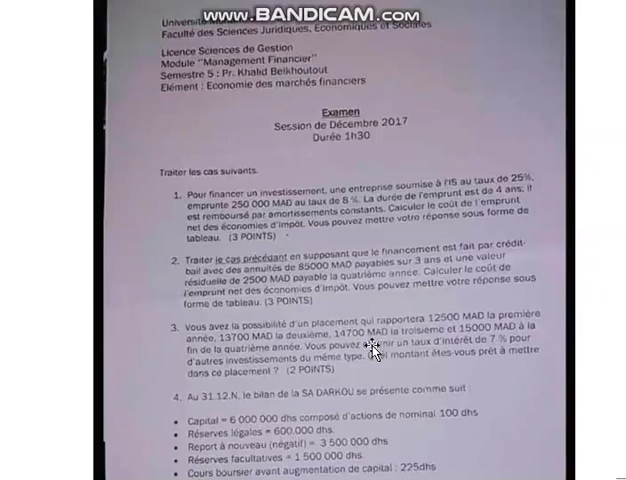 www.BANDICAM.com
Faculté des Sciences Juridiques, Economiques et Sociales
Licence Sciences de Gestion
Module "Management Financier"
Semestre 5 : Pr. Khalid Belkhoutout
Elément : Economie des marchés financiers
Examen
Session de Décembre 2017
Durée 1h30
Traiter les cas suivants.
1. Pour financer un investissement, une entreprise soumise à l'IS au taux de 25%,
emprunte 250 000 MAD au taux de 8 %. La durée de l'emprunt est de 4 ans; il
est remboursé par amortissements constants. Calculer le coût de l'emprunt
net des économies d'impôt. Vous pouvez mettre votre réponse sous forme de
tableau. (3 POINTS)
2. Traiter le cas précédant en supposant que le financement est fait par crédit-
bail avec des annuités de 85000 MAD payables sur 3 ans et une valeur
résiduelle de 2500 MAD payable la quatrième année. Calculer le coût de
l'emprunt net des économies d'impôt. Vous pouvez mettre votre réponse sous
forme de tableau. (3 POINTS)
3. Vous avez la possibilité d'un placement qui rapportera 12500 MAD la première
année, 13700 MAD la deuxième, 14700 MAD la troisième et 15000 MAD à la
fin de la quatrième année. Vous pouvez un taux d'intérêt de 7 % pour
d'autres investissements du même type. montant êtes-vous prêt à mettre
dans ce placement ? (2 POINTS)
4. Au 31.12.N, le bilan de la SA DARKOU se présente comme suit :
• Capital = 6 000 000 dhs composé d'actions de nominal 100 dhs
• Réserves légales = 600.000 dhs.
• Report à nouveau (négatif) = 3 500 000 dhs
• Réserves facultatives = 1 500 000 dhs.
• Cours boursier avant augmentation de capital : 225dhs